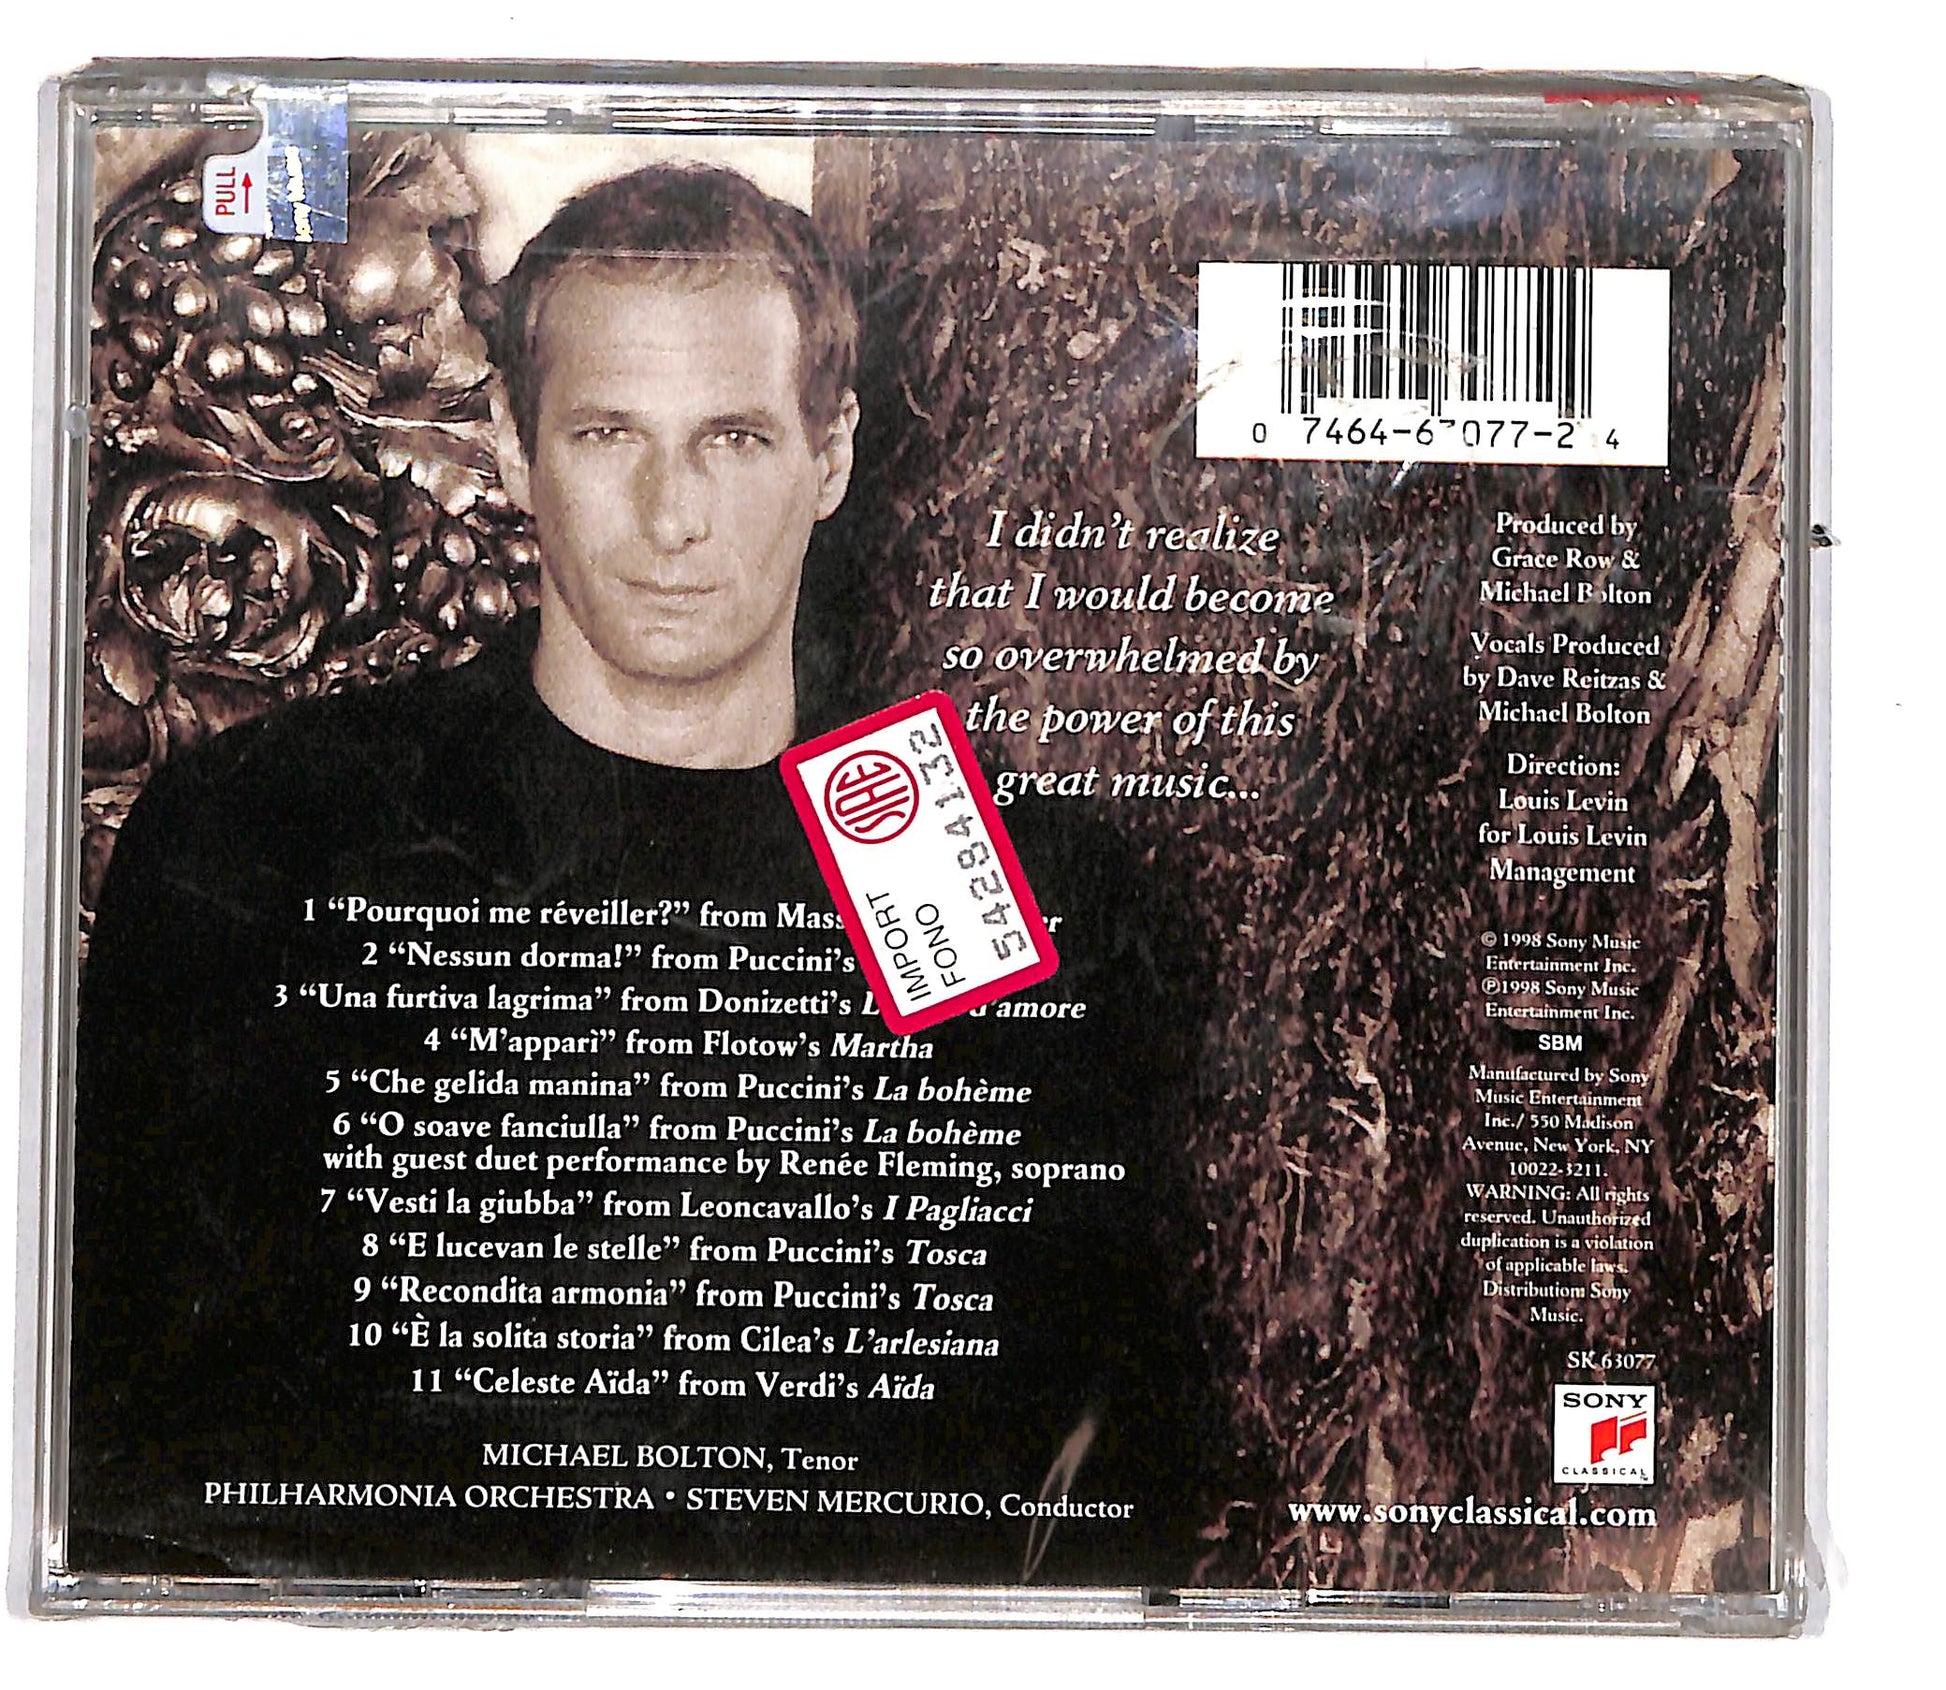 PULL
0 7464-6 077-2 4
I didn't realize
that I would become
so overwhelmed by
the power of this
great music...
Produced by
Grace Row &
Michael Bolton
Vocals Produced
by Dave Reitzas &
Michael Bolton
Direction:
Louis Levin
for Louis Levin
Management
© 1998 Sony Music
Entertainment Inc.
℗1998 Sony Music
Entertainment Inc.
SBM
Manufactured by Sony
Music Entertainment
Inc./ 550 Madison
Avenue, New York, NY
10022-3211.
WARNING: All rights
reserved. Unauthorized
duplication is a violation
of applicable laws.
Distribution: Sony
Music.
SK 63077
SONY
CLASSICAL
www.sonyclassical.com
SIAE
IMPORT
FONO
54284132
1 “Pourquoi me réveiller?” from
2 “Nessun dorma!” from Puccini's
3 “Una furtiva lagrima” from Donizetti's d'amore
4 “M'apparì” from Flotow's Martha
5 “Che gelida manina” from Puccini's La bohème
6 “O soave fanciulla” from Puccini's La bohème
with guest duet performance by Renée Fleming, soprano
7 “Vesti la giubba” from Leoncavallo's I Pagliacci
8 “E lucevan le stelle” from Puccini's Tosca
9 “Recondita armonia” from Puccini's Tosca
10 “È la solita storia” from Cilea's L'arlesiana
11 “Celeste Aïda” from Verdi's Aïda
MICHAEL BOLTON, Tenor
PHILHARMONIA ORCHESTRA • STEVEN MERCURIO, Conductor